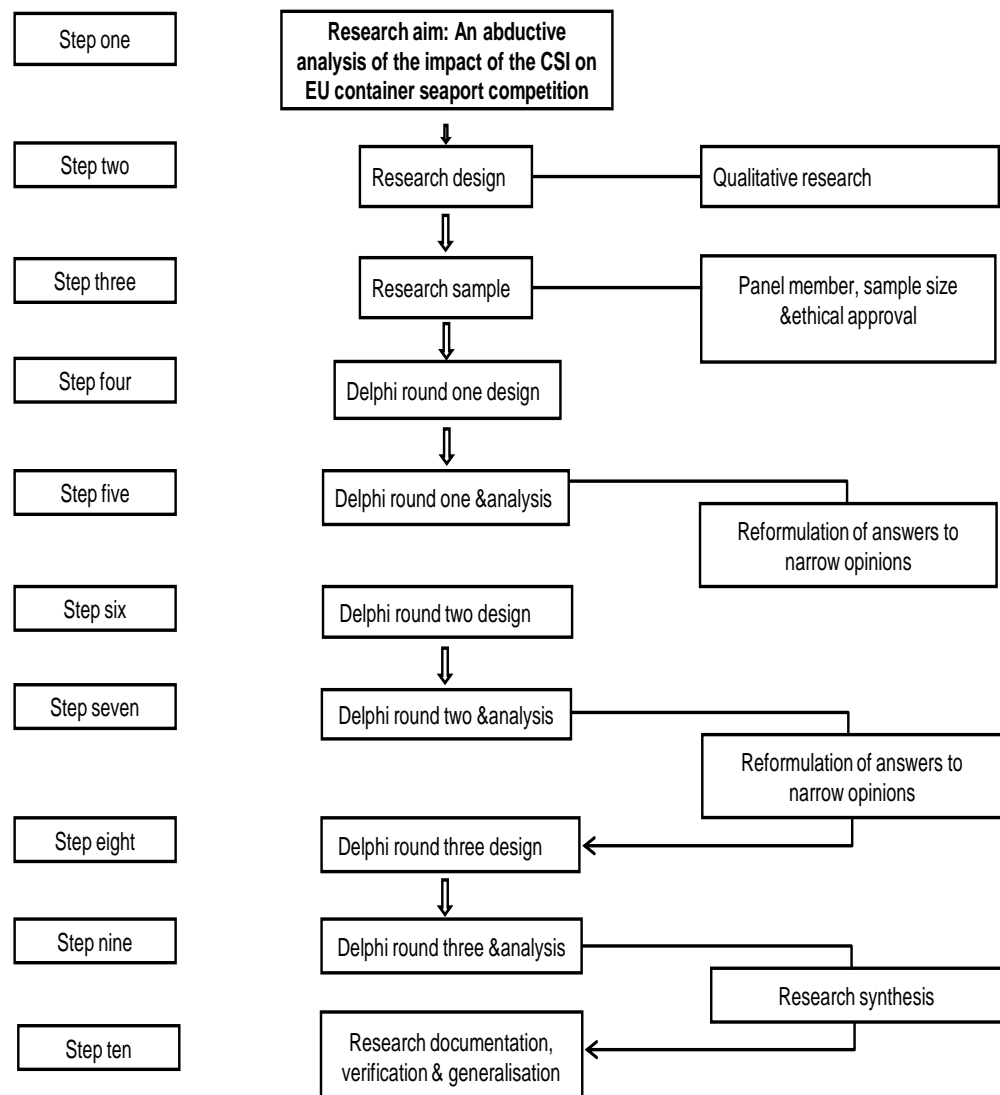 Step one
Research aim: An abductive
analysis of the impact of the CSI on
EU container seaport competition
Step two
Research design
Qualitative research
Step three
Research sample
Panel member, sample size
&ethical approval
Step four
Delphi round one design
Step five
Delphi round one &analysis
Reformulation of answers to
narrow opinions
Step six
Delphi round two design
Step seven
Delphi round two &analysis
Reformulation of answers to
narrow opinions
Step eight
Delphi round three design
Step nine
Delphi round three &analysis
Research synthesis
Step ten
Research documentation,
verification & generalisation